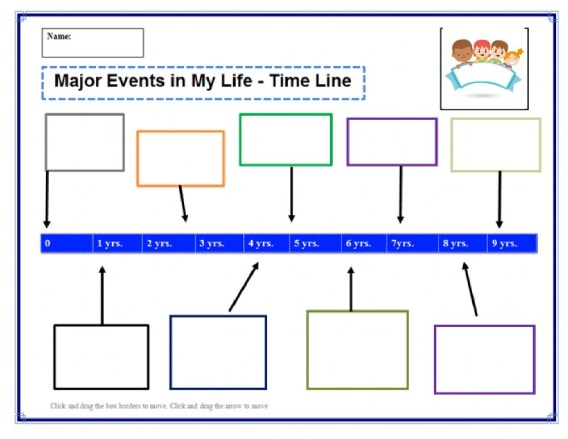 Name:
Major Events in My Life - Time Line
0 1 yrs. 2 yrs. 3 yrs. 4 yrs. 5 yrs. 6 yrs. 7yrs. 8 yrs. 9 yrs.
Click and drag the box borders to move. Click and drag the arrow to move